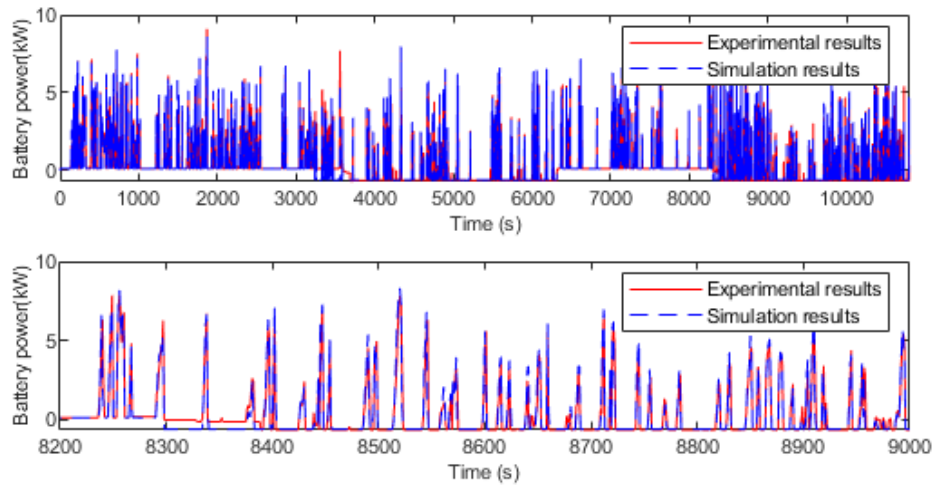 Battery power(kW)
10
5
0
Experimental results
Simulation results
0 1000 2000 3000 4000 5000 6000 7000 8000 9000 10000
Time (s)
Battery power(kW)
10
5
0
Experimental results
Simulation results
8200 8300 8400 8500 8600 8700 8800 8900 9000
Time (s)